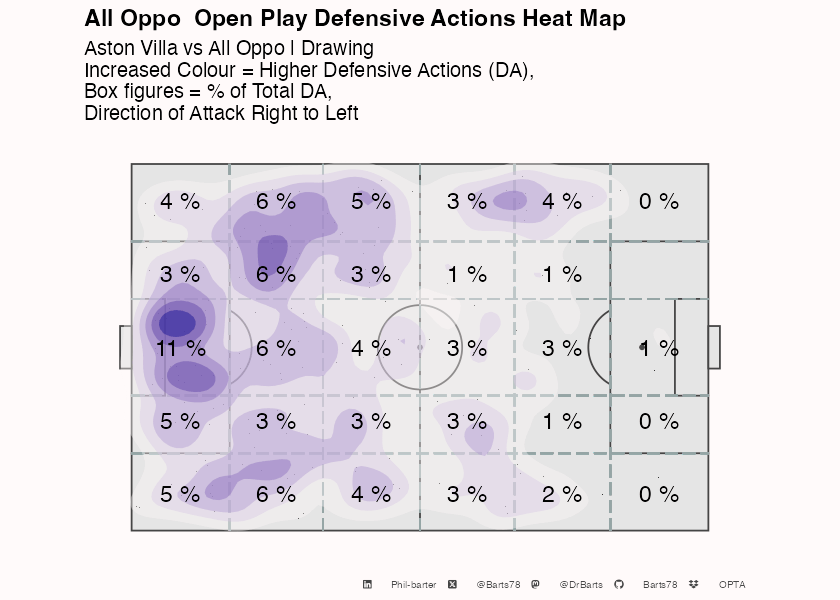 All Oppo  Open Play Defensive Actions Heat Map
Aston Villa vs All Oppo | Drawing
Increased Colour = Higher Defensive Actions (DA),
Box figures = % of Total DA,
Direction of Attack Right to Left
4 % 6 % 5 % 3 % 4 % 0 %
3 % 6 % 3 % 1 % 1 %
11 % 6 % 4 % 3 % 3 % 1 %
5 % 3 % 3 % 3 % 1 % 0 %
5 % 6 % 4 % 3 % 2 % 0 %
Phil-barter @Barts78 @DrBarts Barts78 OPTA